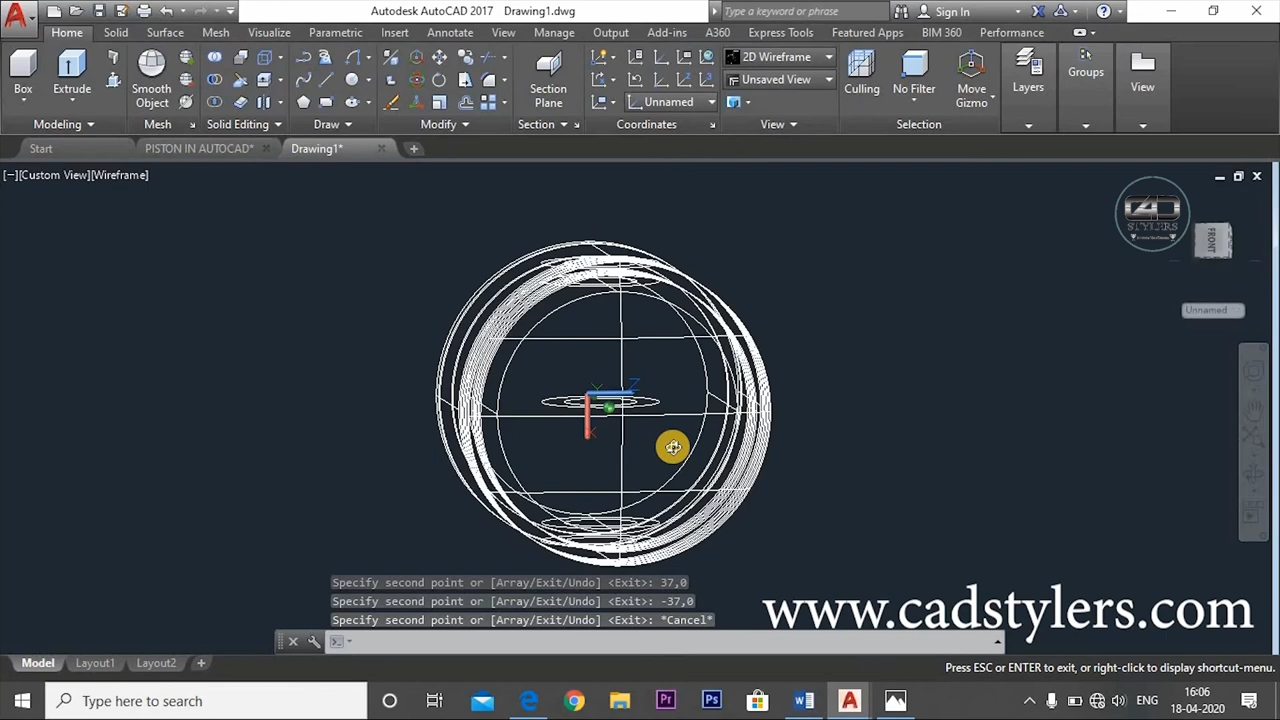 Autodesk AutoCAD 2017 Drawing1.dwg
Type a keyword or phrase
Sign In
Home Solid Surface Mesh Visualize Parametric Insert Annotate View Manage Output Add-ins A360 Express Tools Featured Apps BIM 360 Performance
2D Wireframe
Unsaved View
Unnamed
Box Extrude Smooth Object Section Plane Culling No Filter Move Gizmo Layers Groups View
Modeling Mesh Solid Editing Draw Modify Section Coordinates View Selection
Start PISTON IN AUTOCAD* Drawing1*
[−][Custom View][Wireframe]
CAD
STYLERS
FRONT
Unnamed
Y Z
X
Specify second point or [Array/Exit/Undo] <Exit>: 37,0
Specify second point or [Array/Exit/Undo] <Exit>: -37,0
Specify second point or [Array/Exit/Undo] <Exit>: *Cancel*
www.cadstylers.com
Model Layout1 Layout2
Press ESC or ENTER to exit, or right-click to display shortcut-menu.
Type here to search
Pr Ps
ENG
16:06
18-04-2020